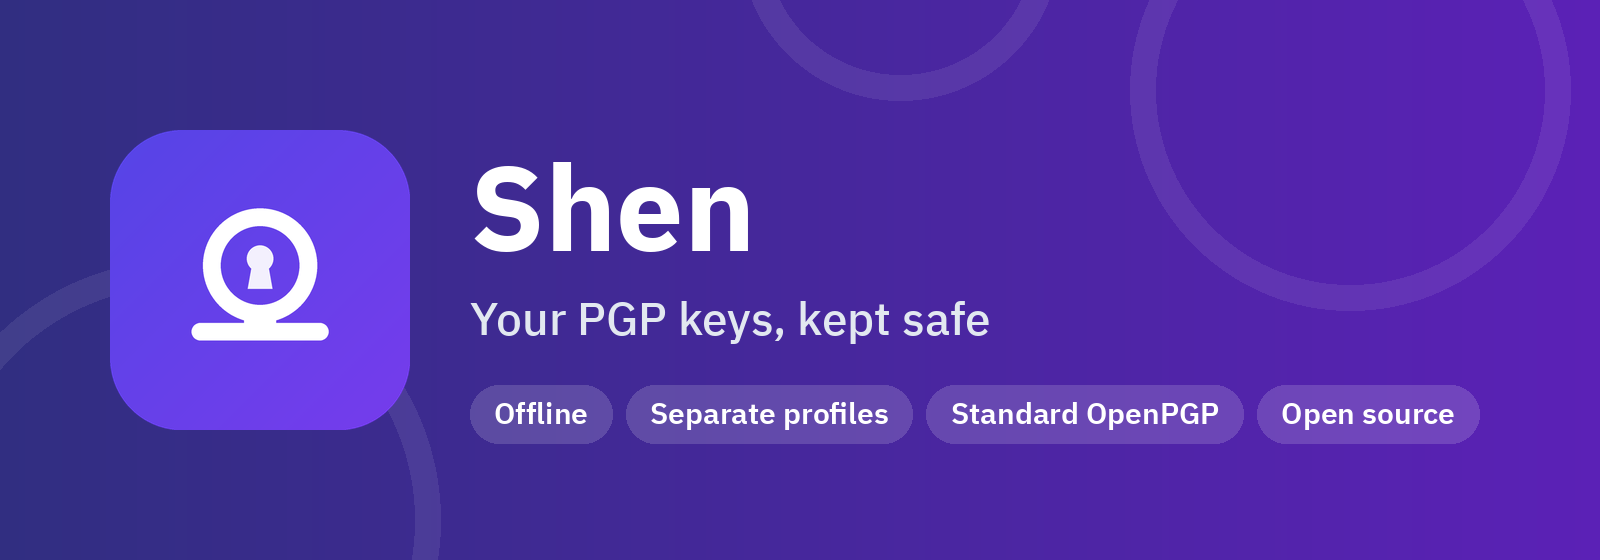 Shen
Your PGP keys, kept safe
Offline Separate profiles Standard OpenPGP Open source